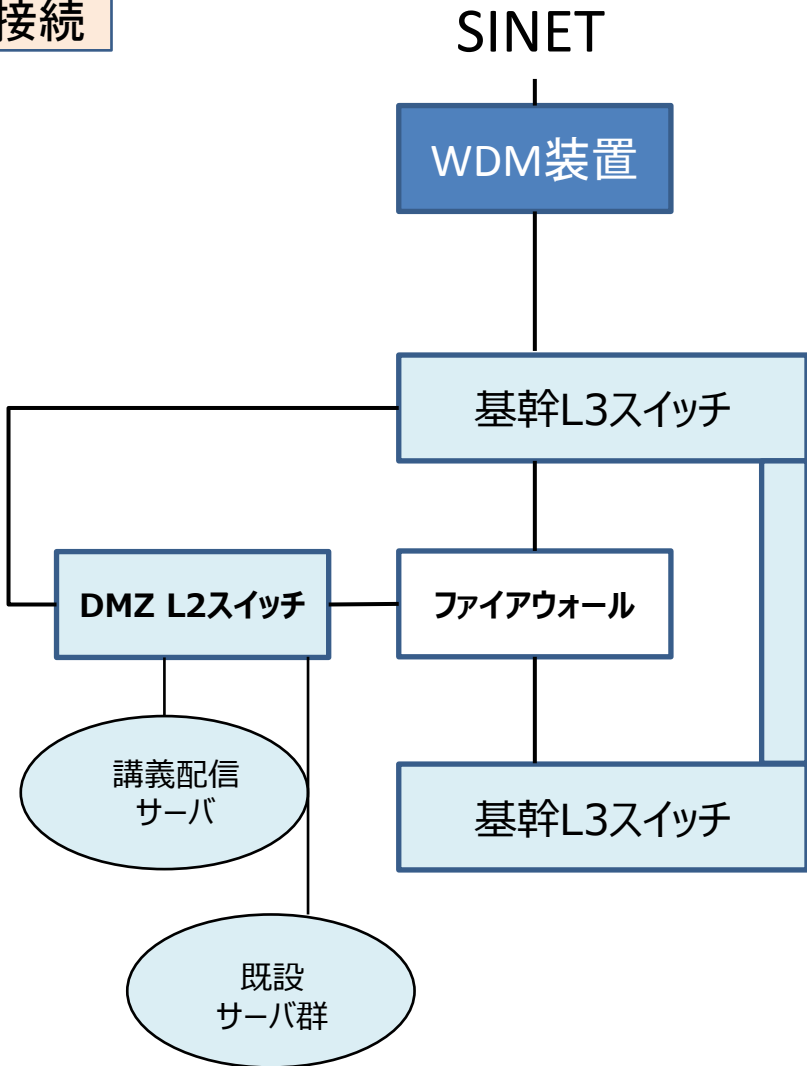 接続
SINET
WDM装置
基幹L3スイッチ
DMZ L2スイッチ
ファイアウォール
講義配信
サーバ
基幹L3スイッチ
既設
サーバ群